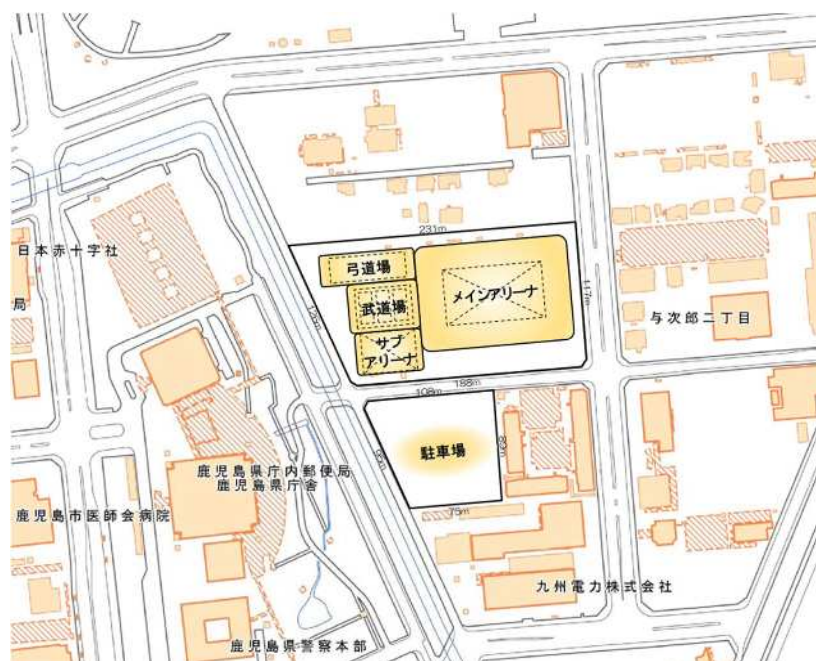 231m
日本赤十字社
弓道場
メインアリーナ
117m
局
武道場
与次郎二丁目
サブ
アリーナ
188m
108m
駐車場
鹿児島県庁内郵便局
鹿児島県庁舎
75m
鹿児島市医師会病院
九州電力株式会社
鹿児島県警察本部